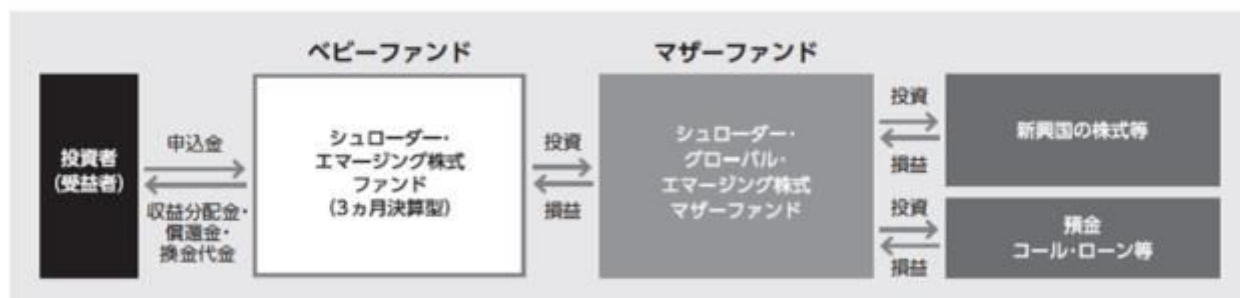 ベビーファンド
マザーファンド
投資者
(受益者)
申込金
収益分配金・
償還金・
換金代金
シュローダー・
エマージング株式
ファンド
(3ヵ月決算型)
投資
損益
シュローダー・
グローバル・
エマージング株式
マザーファンド
投資
損益
新興国の株式等
投資
損益
預金
コール・ローン等